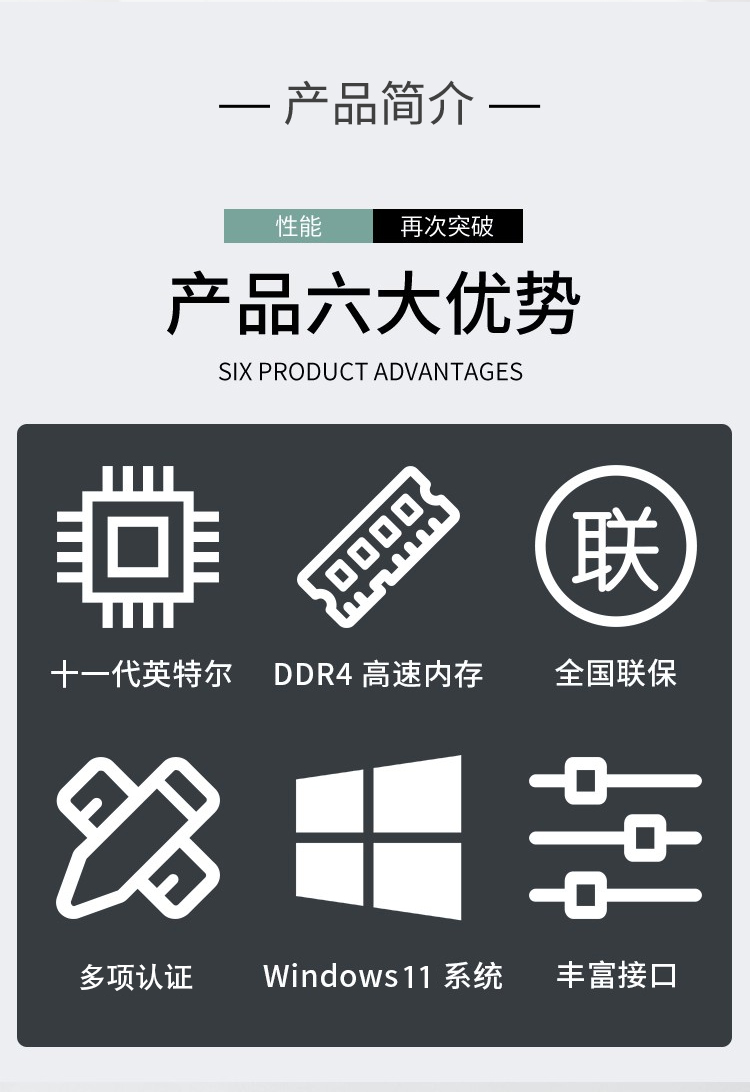 — 产品简介 —
性能 再次突破
产品六大优势
SIX PRODUCT ADVANTAGES
联
十一代英特尔 DDR4 高速内存 全国联保
多项认证 Windows11 系统 丰富接口